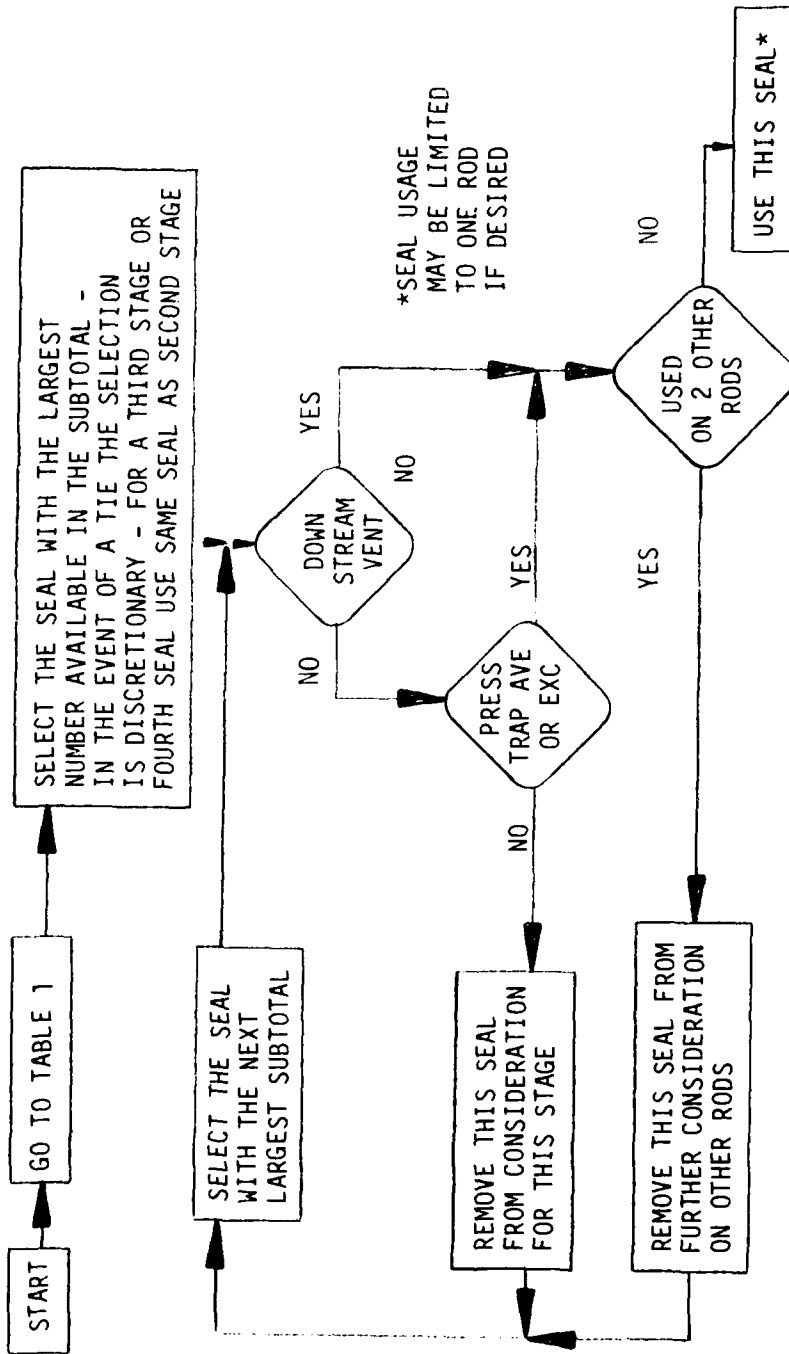 START
GO TO TABLE 1
SELECT THE SEAL WITH THE LARGEST
NUMBER AVAILABLE IN THE SUBTOTAL -
IN THE EVENT OF A TIE THE SELECTION
IS DISCRETIONARY - FOR A THIRD STAGE OR
FOURTH SEAL USE SAME SEAL AS SECOND STAGE
SELECT THE SEAL
WITH THE NEXT
LARGEST SUBTOTAL
DOWN
STREAM
VENT
NO
YES
NO
*SEAL USAGE
MAY BE LIMITED
TO ONE ROD
IF DESIRED
PRESS
TRAP AVE
OR EXC
NO
YES
REMOVE THIS SEAL
FROM CONSIDERATION
FOR THIS STAGE
USED
ON 2 OTHER
RODS
YES
NO
REMOVE THIS SEAL FROM
FURTHER CONSIDERATION
ON OTHER RODS
USE THIS SEAL*